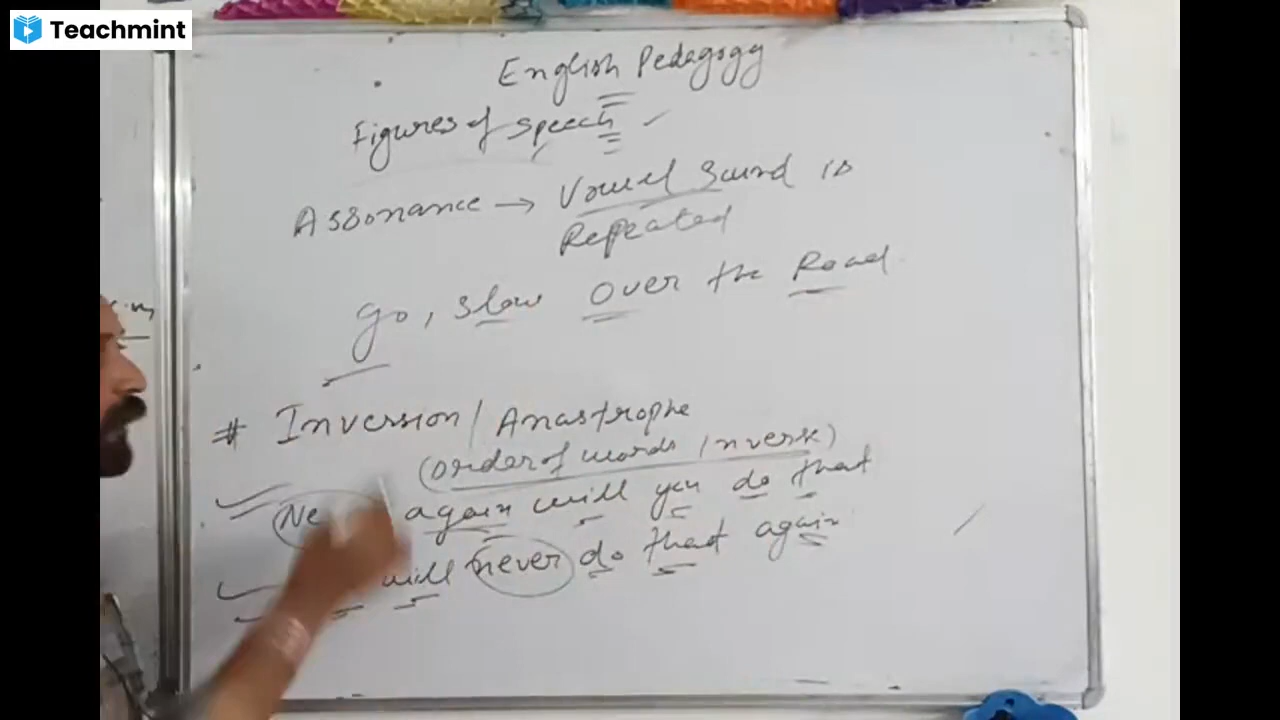 Teachmint
English Pedagogy
Figures of speech
Assonance → Vowel Sound is
Repeated
Go, slow over the Road
# Inversion / Anastrophe
(order of words inverse)
again will you do that
will never do that again